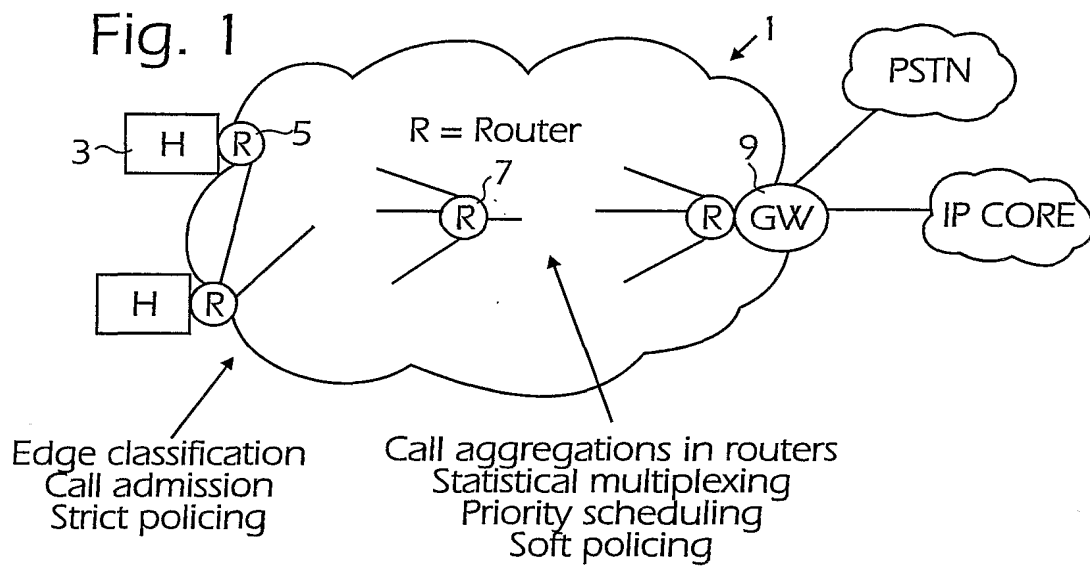 Fig. 1
1
PSTN
3
H
R
5
R = Router
7
R
9
R
GW
IP CORE
H
R
Edge classification
Call admission
Strict policing
Call aggregations in routers
Statistical multiplexing
Priority scheduling
Soft policing